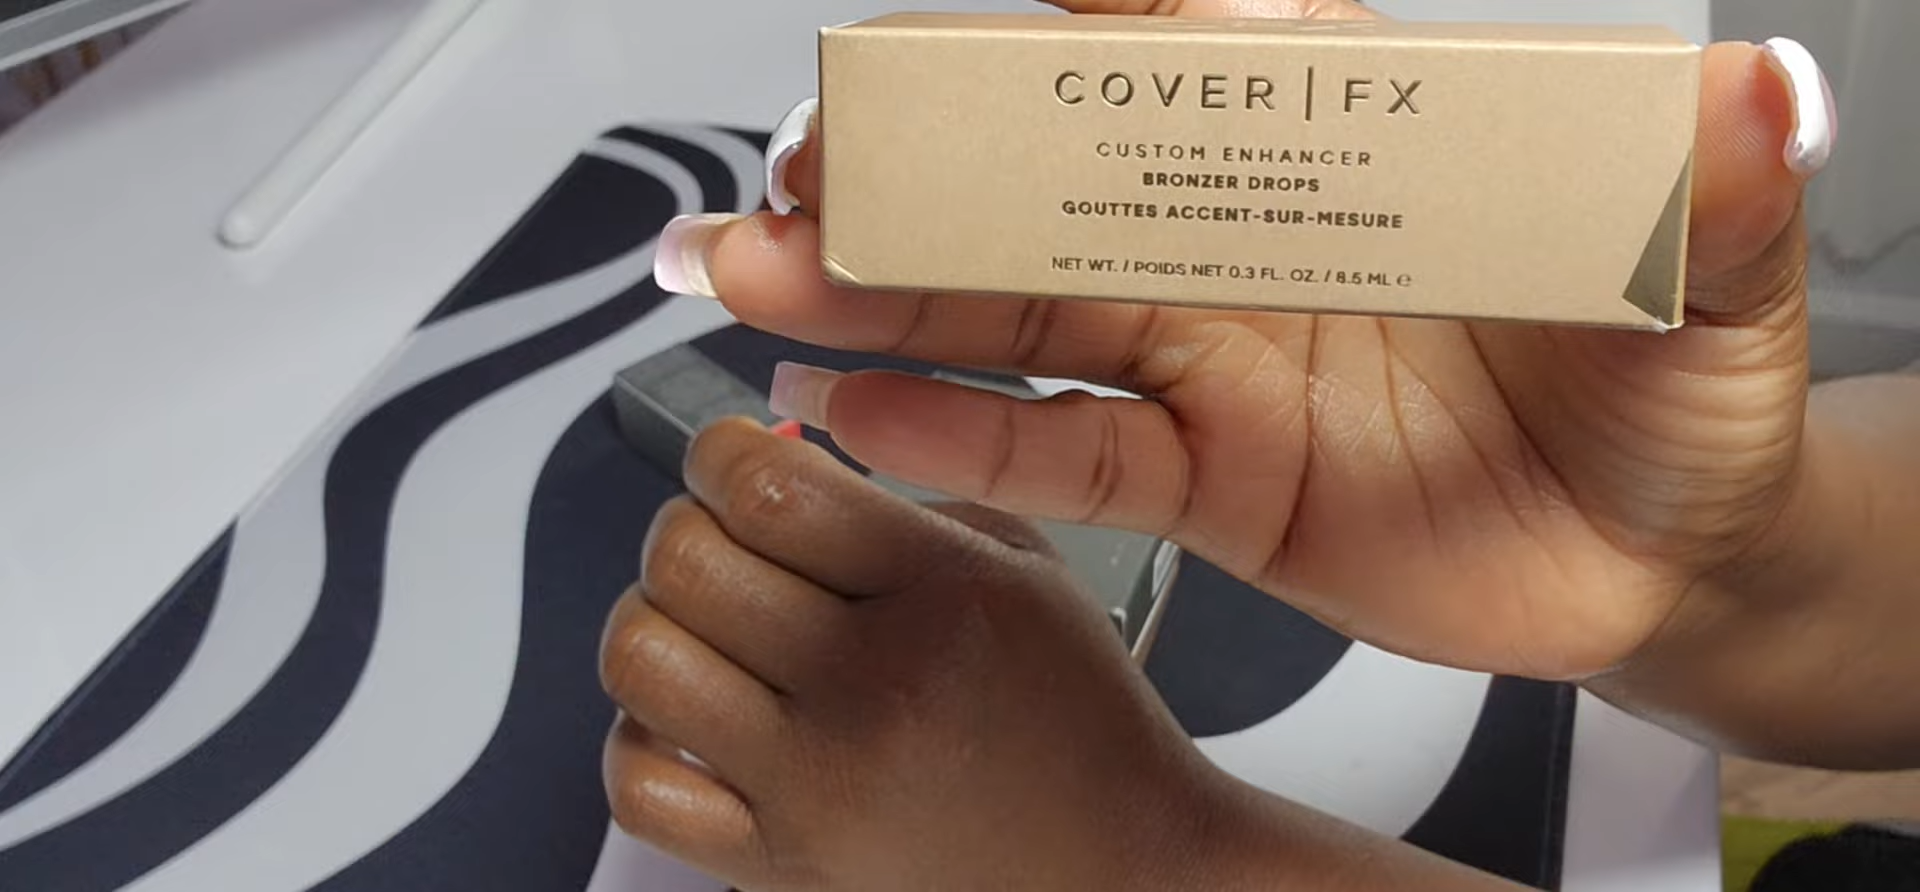 COVER | FX
CUSTOM ENHANCER
BRONZER DROPS
GOUTTES ACCENT-SUR-MESURE
NET WT. / POIDS NET 0.3 FL. OZ. / 8.5 ML ℮